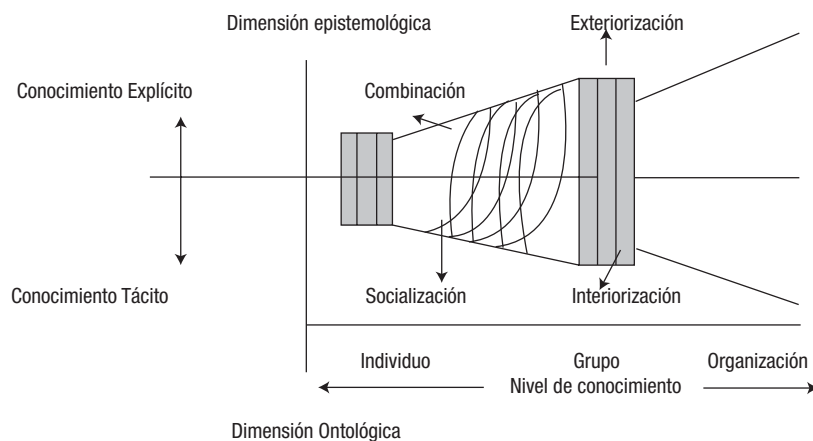 Dimensión epistemológica
Exteriorización
Conocimiento Explícito
Combinación
Conocimiento Tácito
Socialización
Interiorización
Individuo
Grupo
Organización
Nivel de conocimiento
Dimensión Ontológica